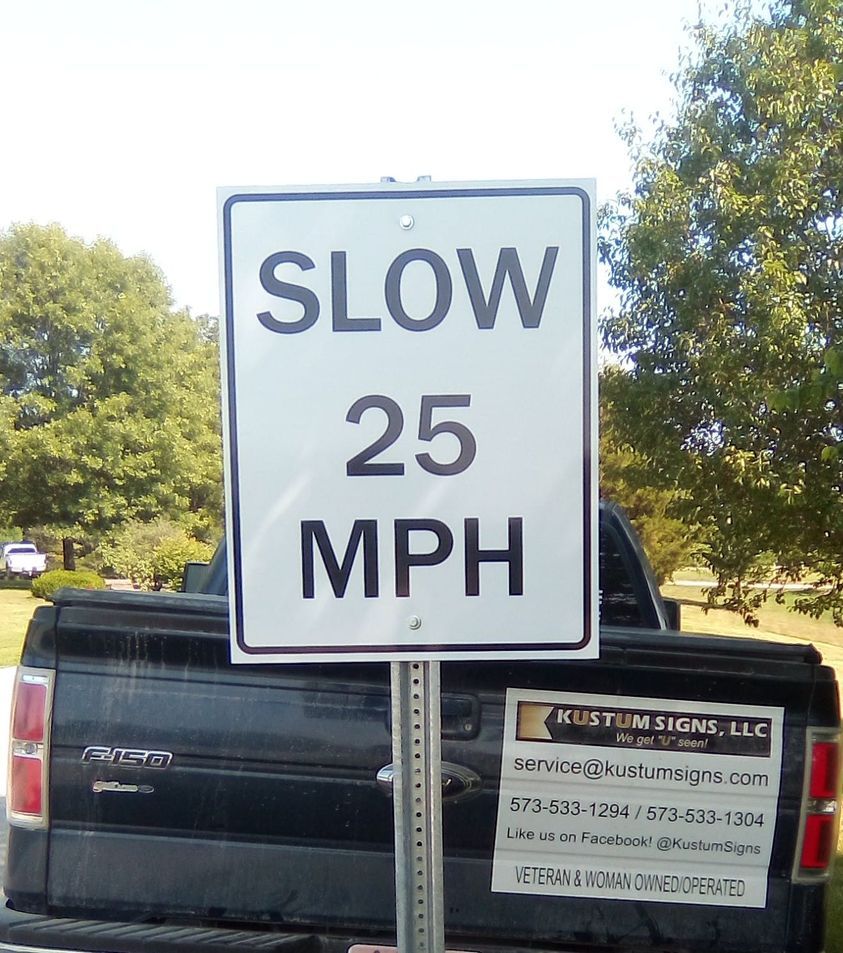 SLOW
25
MPH
F-150
KUSTUM SIGNS, LLC
We get "U" seen!
service@kustumsigns.com
573-533-1294 / 573-533-1304
Like us on Facebook! @KustumSigns
VETERAN & WOMAN OWNED/OPERATED